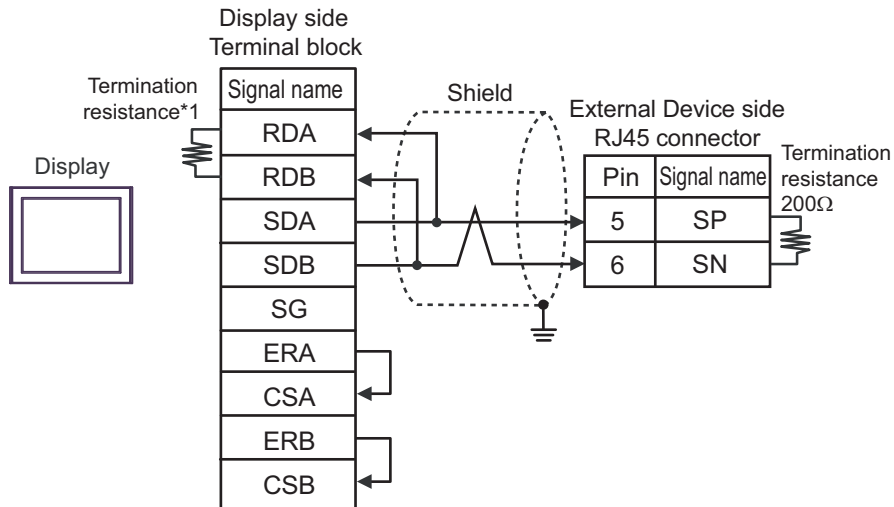 Display side
Terminal block
Termination
resistance*1
Signal name
RDA
RDB
SDA
SDB
SG
ERA
CSA
ERB
CSB
Display
Shield
External Device side
RJ45 connector
Pin Signal name
5 SP
6 SN
Termination
resistance
200Ω